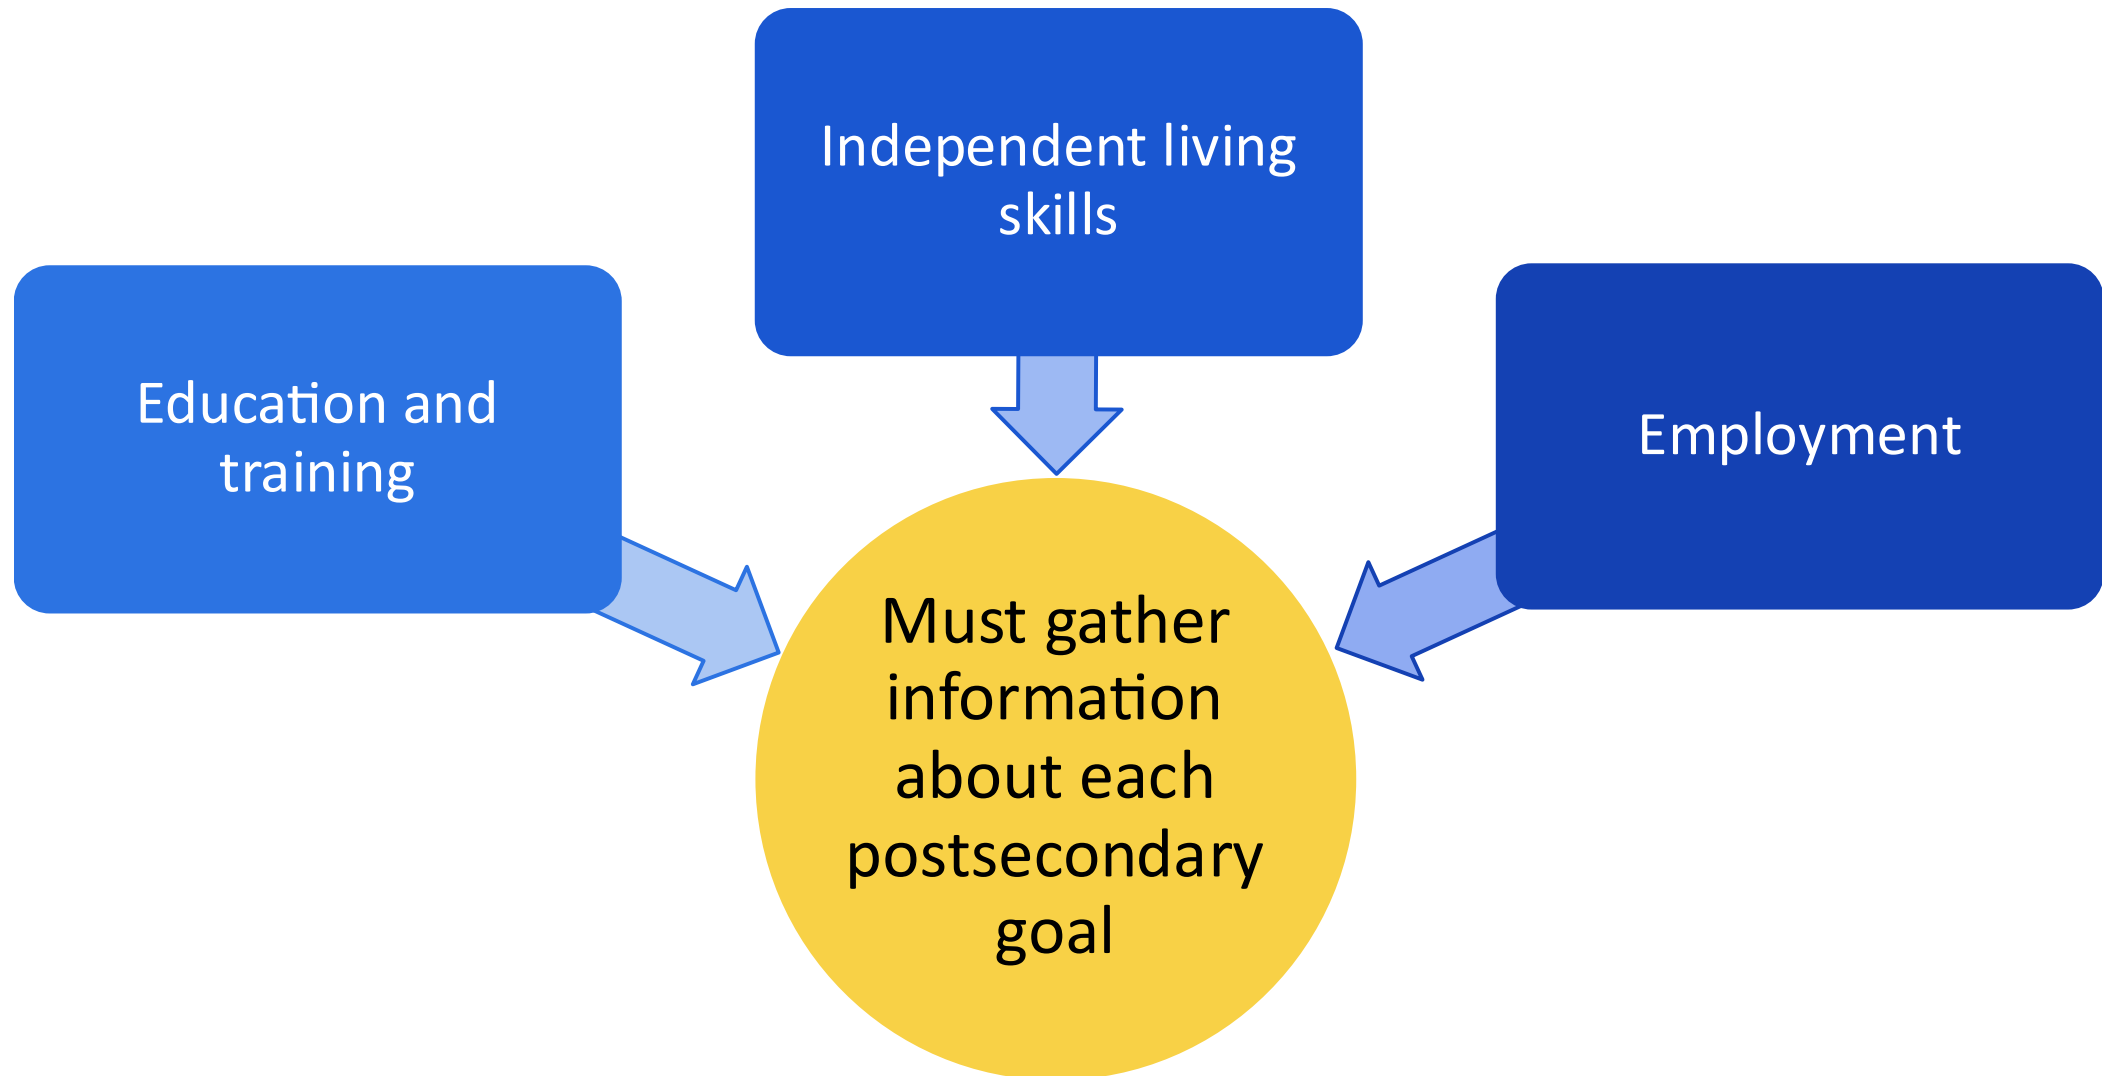 Independent living
skills
Education and
training
Employment
Must gather
information
about each
postsecondary
goal